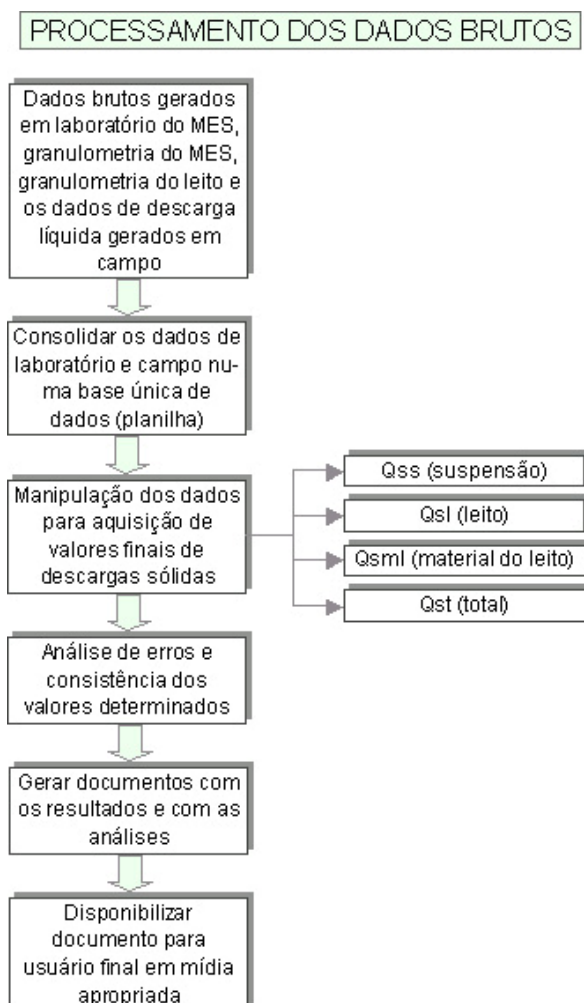 PROCESSAMENTO DOS DADOS BRUTOS
Dados brutos gerados
em laboratório do MES,
granulometria do MES,
granulometria do leito e
os dados de descarga
líquida gerados em
campo
Consolidar os dados de
laboratório e campo nu-
ma base única de
dados (planilha)
Manipulação dos dados
para aquisição de
valores finais de
descargas sólidas
Qss (suspensão)
Qsl (leito)
Qsml (material do leito)
Qst (total)
Análise de erros e
consistência dos
valores determinados
Gerar documentos com
os resultados e com as
análises
Disponibilizar
documento para
usuário final em mídia
apropriada